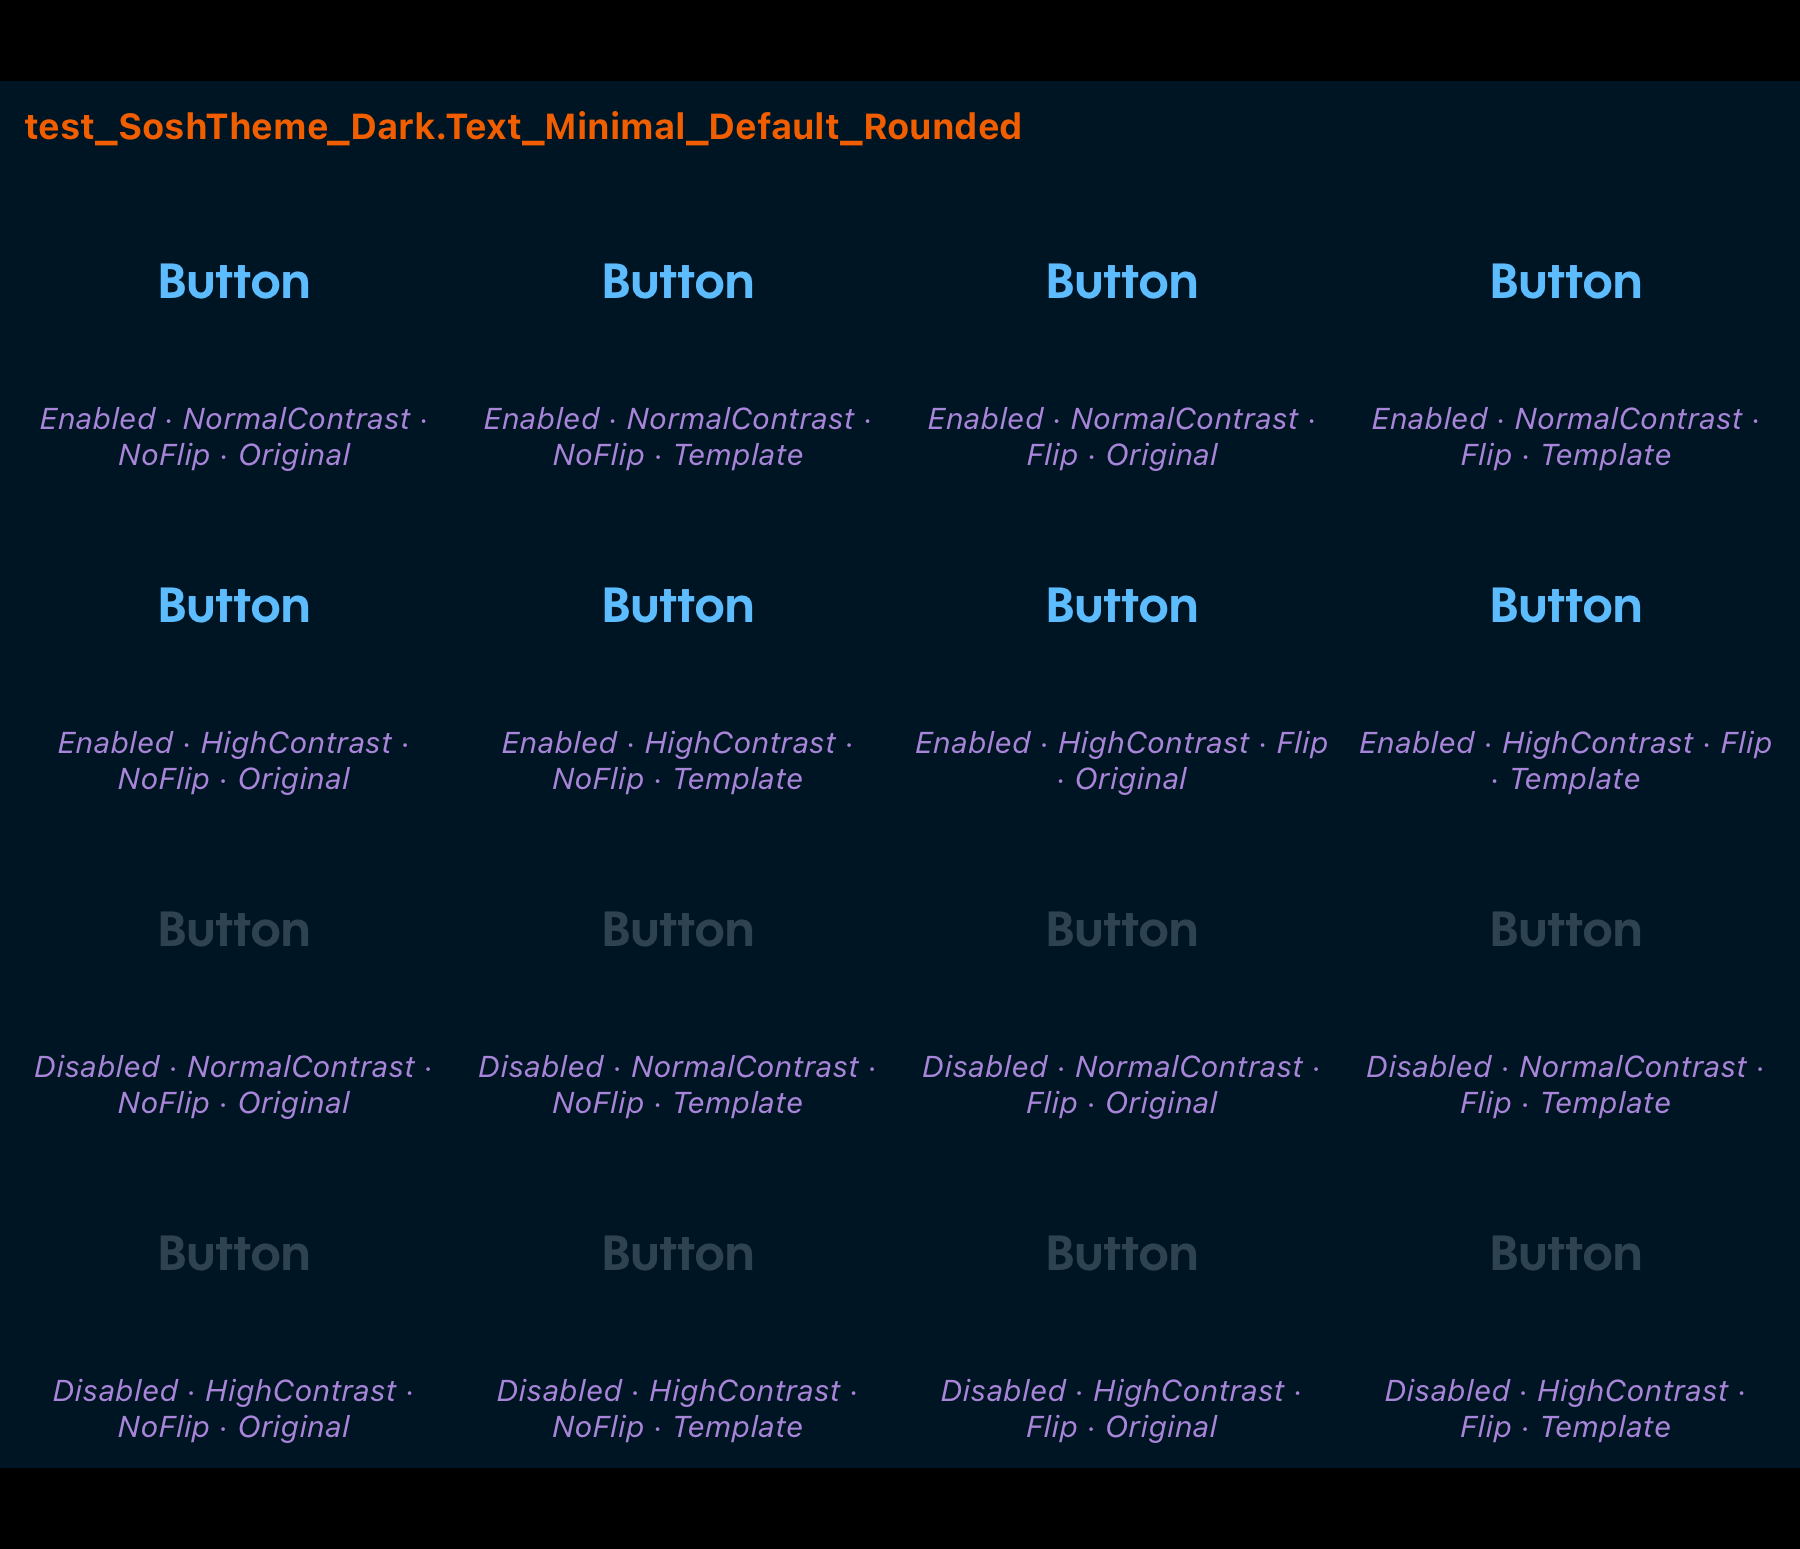 test_SoshTheme_Dark.Text_Minimal_Default_Rounded
Button Button Button Button
Enabled · NormalContrast · Enabled · NormalContrast · Enabled · NormalContrast · Enabled · NormalContrast ·
NoFlip · Original NoFlip · Template Flip · Original Flip · Template
Button Button Button Button
Enabled · HighContrast · Enabled · HighContrast · Enabled · HighContrast · Flip Enabled · HighContrast · Flip
NoFlip · Original NoFlip · Template · Original · Template
Button Button Button Button
Disabled · NormalContrast · Disabled · NormalContrast · Disabled · NormalContrast · Disabled · NormalContrast ·
NoFlip · Original NoFlip · Template Flip · Original Flip · Template
Button Button Button Button
Disabled · HighContrast · Disabled · HighContrast · Disabled · HighContrast · Disabled · HighContrast ·
NoFlip · Original NoFlip · Template Flip · Original Flip · Template